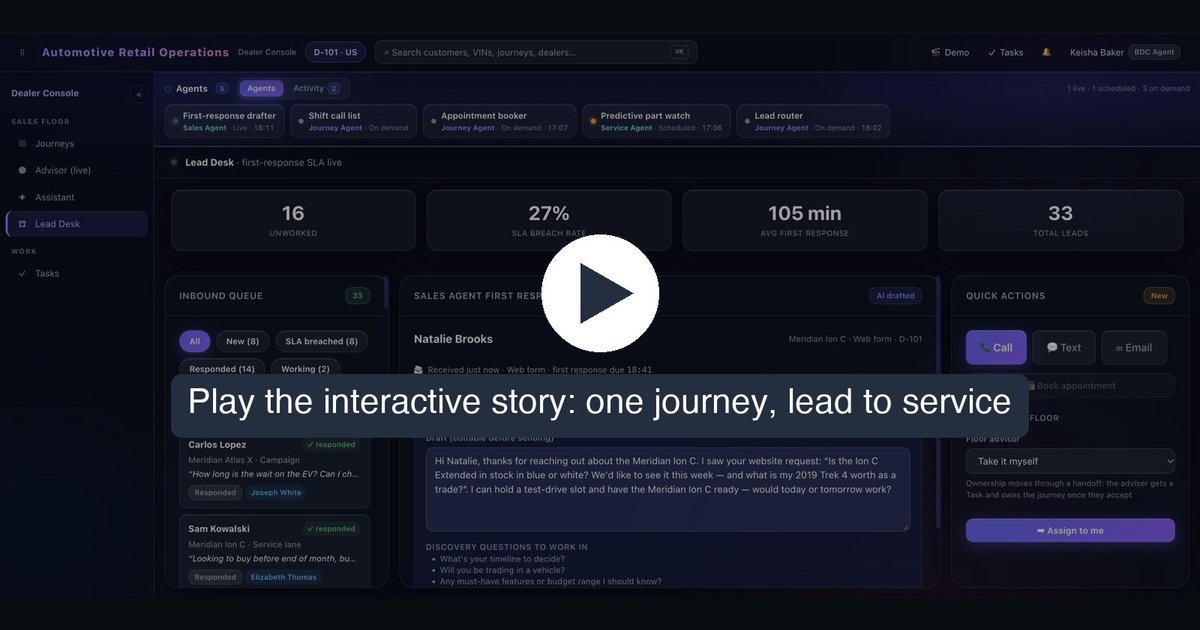 Automotive Retail Operations
Dealer Console
D-101 · US
Search customers, VINs, journeys, dealers...
⌘K
Demo
✓ Tasks
Keisha Baker
BDC Agent
Dealer Console
«
SALES FLOOR
Journeys
Advisor (live)
Assistant
Lead Desk
WORK
✓ Tasks
Agents 5
Agents
Activity 2
1 live · 1 scheduled · 3 on demand
First-response drafter
Sales Agent · Live · 18:11
Shift call list
Journey Agent · On demand
Appointment booker
Journey Agent · On demand · 17:07
Predictive part watch
Service Agent · Scheduled · 17:06
Lead router
Journey Agent · On demand · 16:02
Lead Desk · first-response SLA live
16
UNWORKED
27%
SLA BREACH RATE
105 min
AVG FIRST RESPONSE
33
TOTAL LEADS
INBOUND QUEUE
33
All
New (8)
SLA breached (8)
Responded (14)
Working (2)
Carlos Lopez
✓ responded
Meridian Atlas X · Campaign
"How long is the wait on the EV? Can I ch...
Responded
Joseph White
Sam Kowalski
✓ responded
Meridian Ion C · Service lane
"Looking to buy before end of month, bu...
Responded
Elizabeth Thomas
SALES AGENT FIRST RESP
AI drafted
Natalie Brooks
Meridian Ion C · Web form · D-101
Received just now · Web form · first response due 18:41
Play the interactive story: one journey, lead to service
Draft (editable before sending)
Hi Natalie, thanks for reaching out about the Meridian Ion C. I saw your website request: "Is the Ion C
Extended in stock in blue or white? We'd like to see it this week — and what is my 2019 Trek 4 worth as a
trade?". I can hold a test-drive slot and have the Meridian Ion C ready — would today or tomorrow work?
DISCOVERY QUESTIONS TO WORK IN
• What's your timeline to decide?
• Will you be trading in a vehicle?
• Any must-have features or budget range I should know?
QUICK ACTIONS
New
Call
Text
Email
Book appointment
FLOOR
Floor advisor
Take it myself
Ownership moves through a handoff: the advisor gets a
Task and owns the journey once they accept
➡ Assign to me